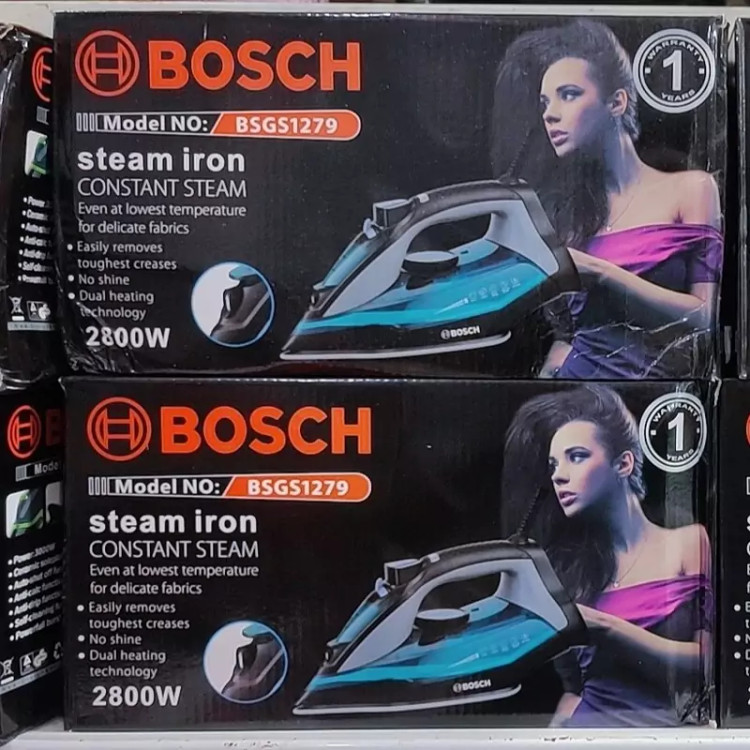 BOSCH
Model NO: BSGS1279
steam iron
CONSTANT STEAM
Even at lowest temperature
for delicate fabrics
• Easily removes
toughest creases
• No shine
• Dual heating
technology
2800W
BOSCH
WARRANTY
1
YEARS
BOSCH
Model NO: BSGS1279
steam iron
CONSTANT STEAM
Even at lowest temperature
for delicate fabrics
• Easily removes
toughest creases
• No shine
• Dual heating
technology
2800W
BOSCH
WARRANTY
1
YEARS